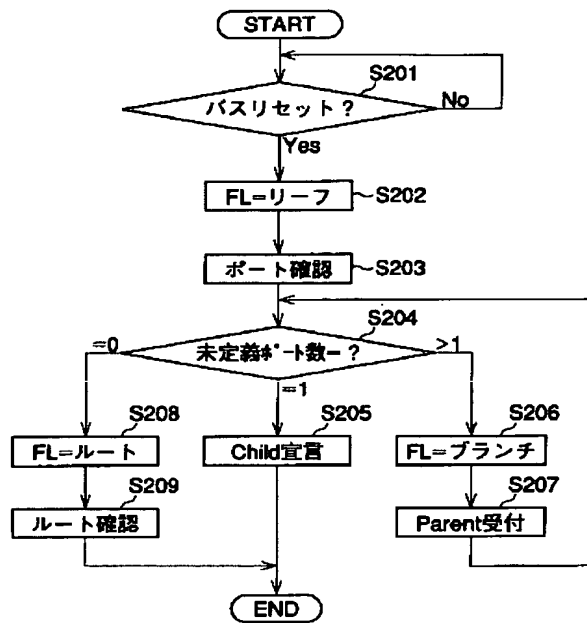 START
S201
バスリセット？
No
Yes
FL=リーフ
S202
ポート確認
S203
S204
未定義ﾎﾟｰﾄ数=？
=0
=1
>1
S208
FL=ルート
S205
Child宣言
S206
FL=ブランチ
S209
ルート確認
S207
Parent受付
END